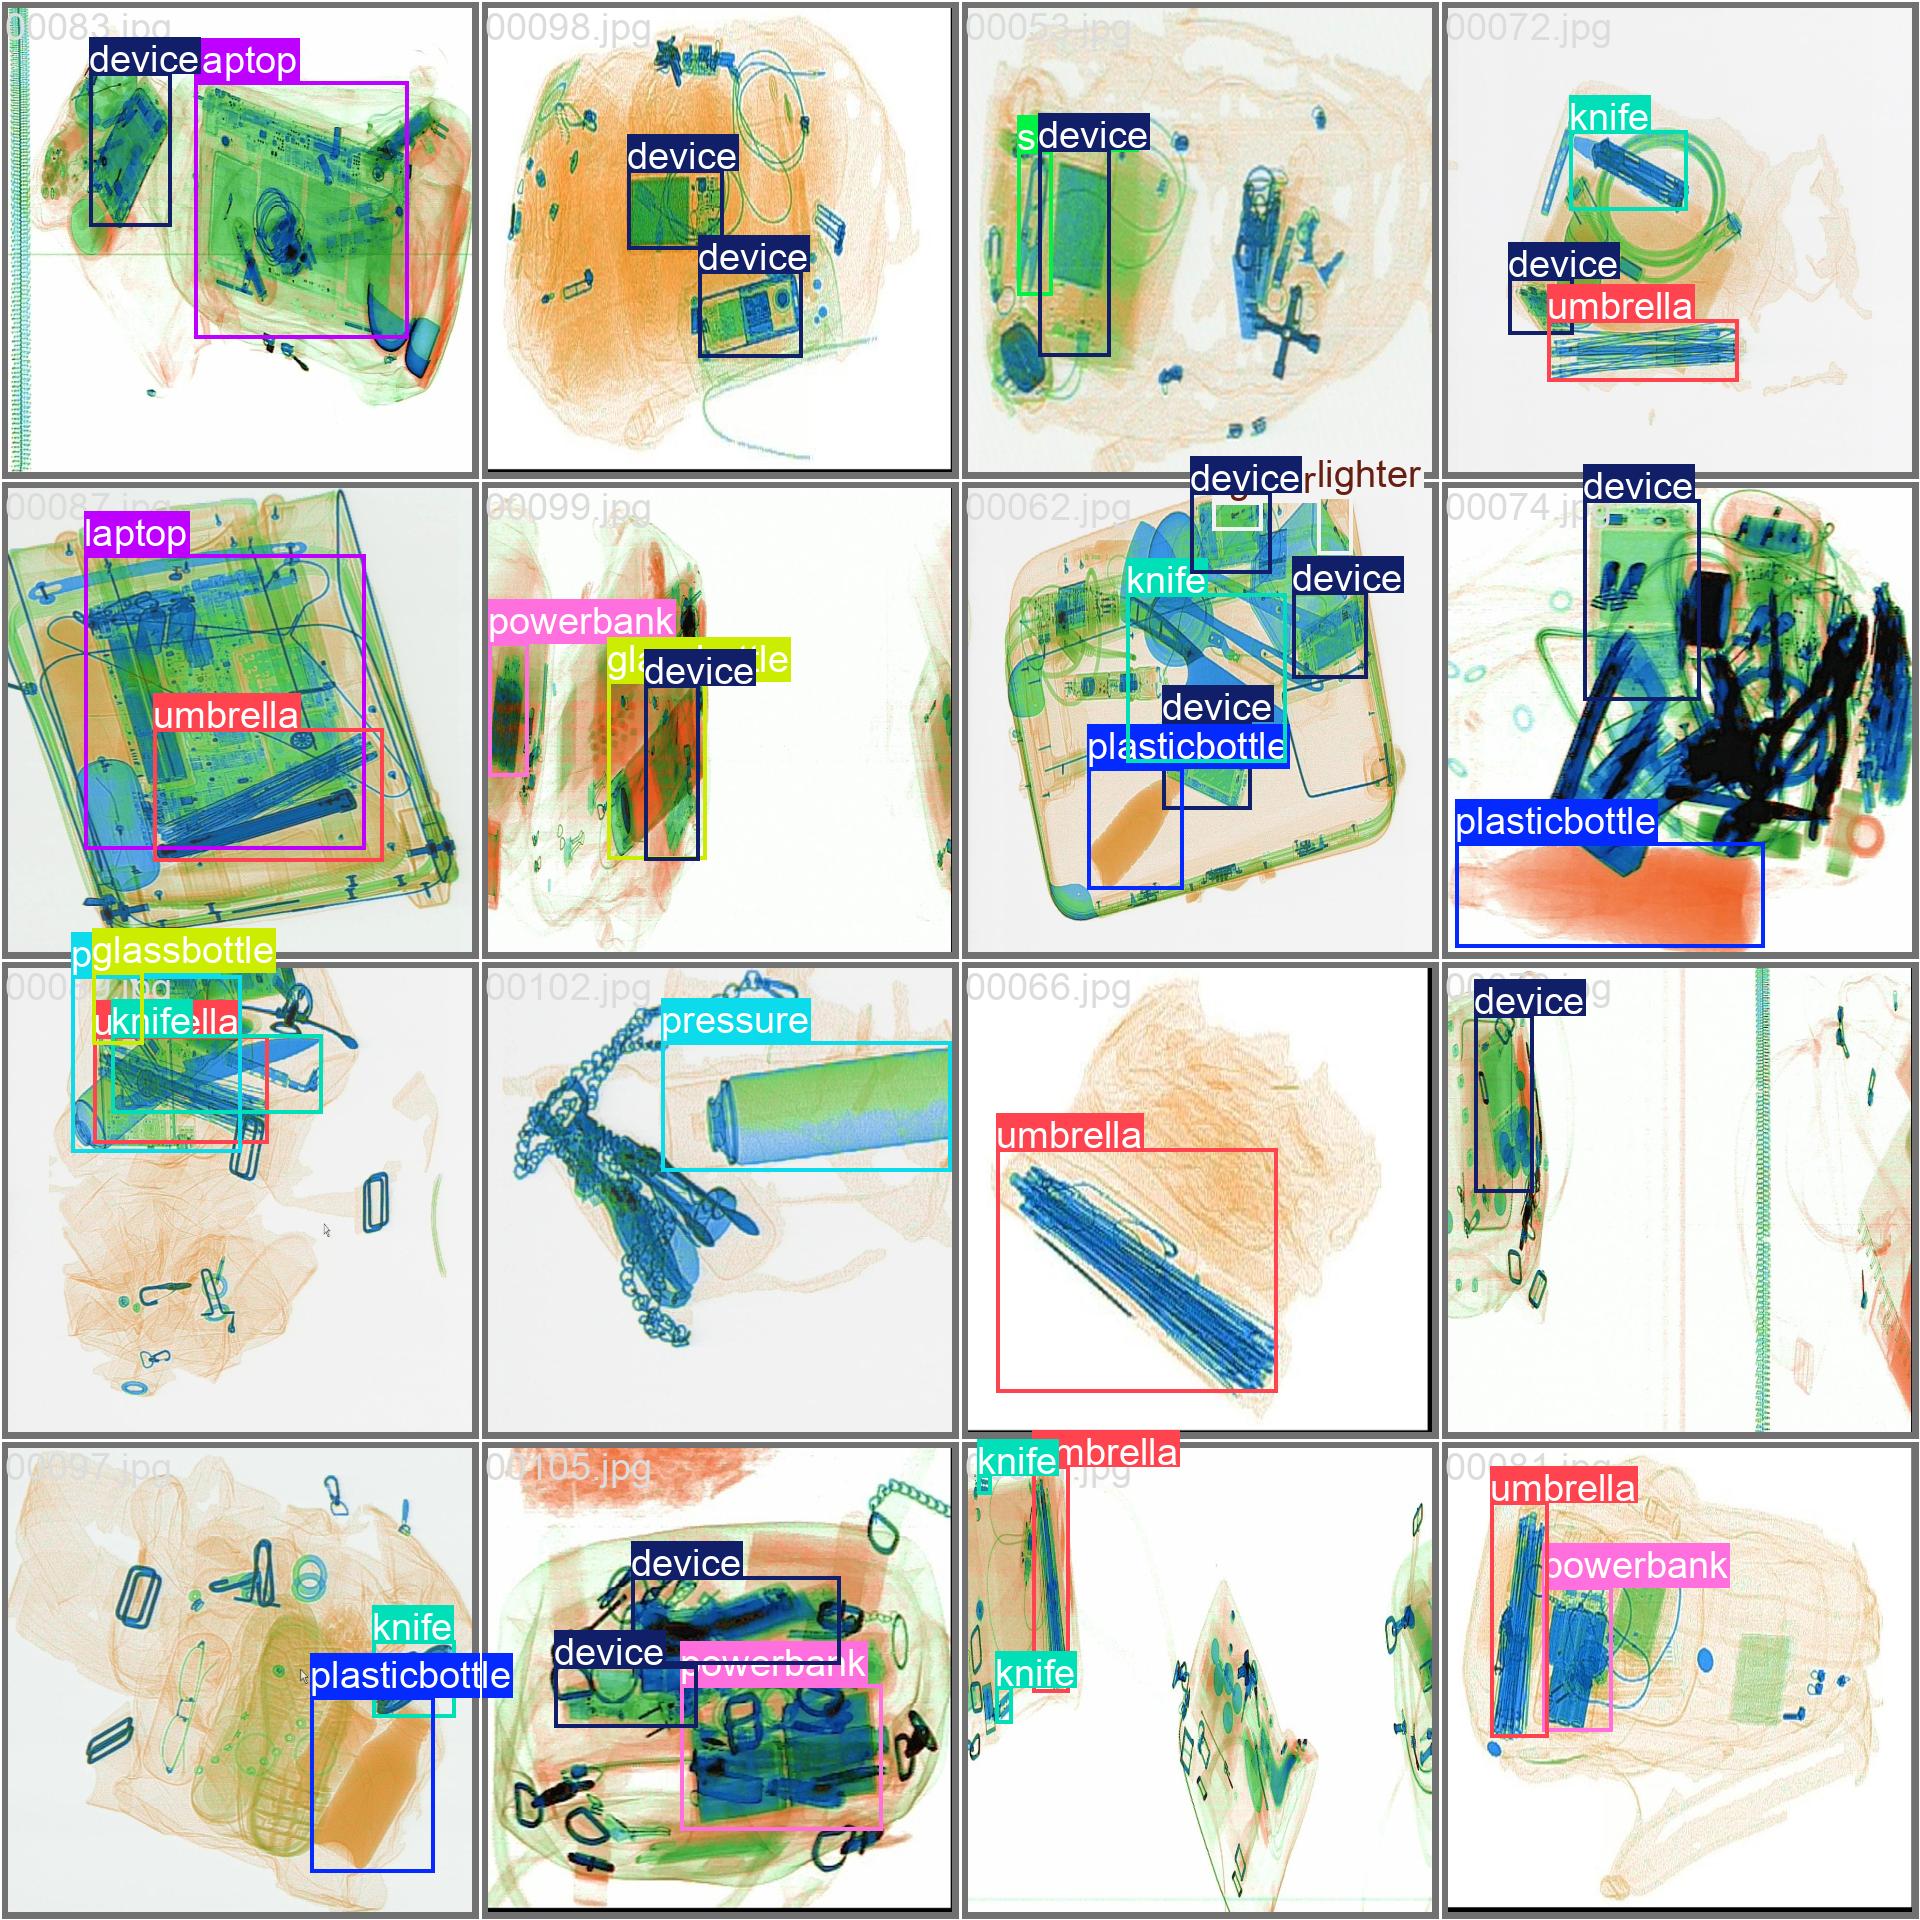 00083.jpg
device
aptop
00098.jpg
device
device
00053.jpg
s
device
00072.jpg
knife
device
umbrella
laptop
umbrella
00099.jpg
powerbank
device
00062.jpg
device
lighter
knife
device
device
plasticbottle
00074.jpg
device
plasticbottle
p
glassbottle
knife
00102.jpg
pressure
00066.jpg
umbrella
device
00097.jpg
knife
plasticbottle
00105.jpg
device
device
powerbank
knife
mbrella
knife
umbrella
powerbank